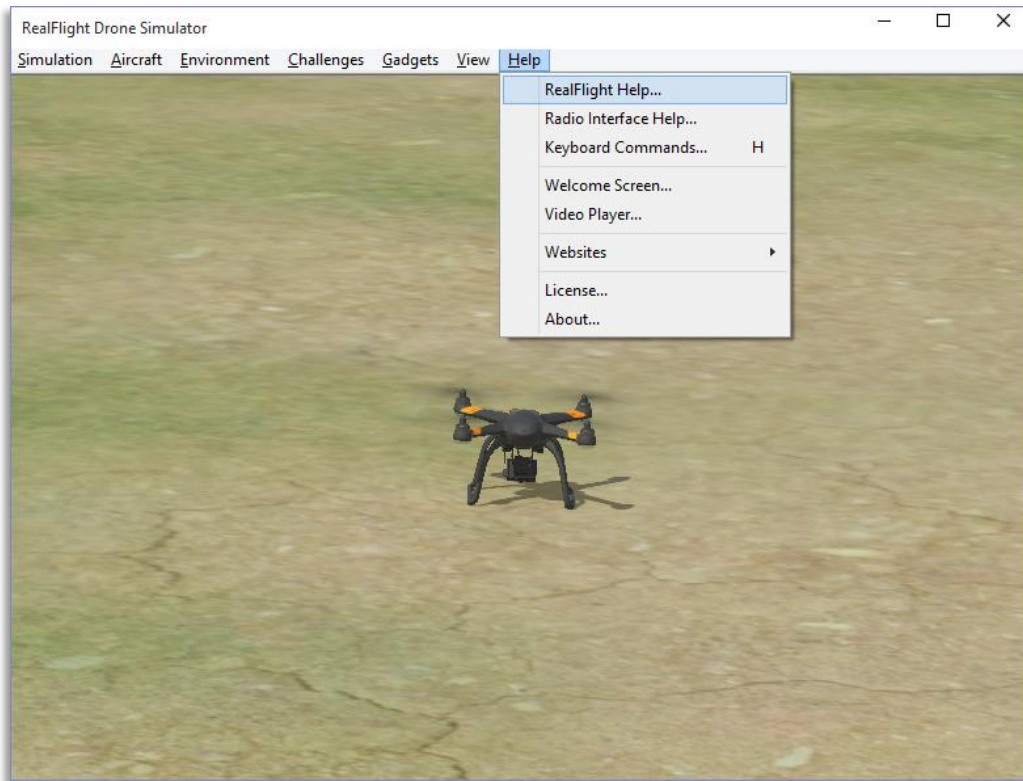 RealFlight Drone Simulator
Simulation Aircraft Environment Challenges Gadgets View Help
RealFlight Help...
Radio Interface Help...
Keyboard Commands... H
Welcome Screen...
Video Player...
Websites
License...
About...